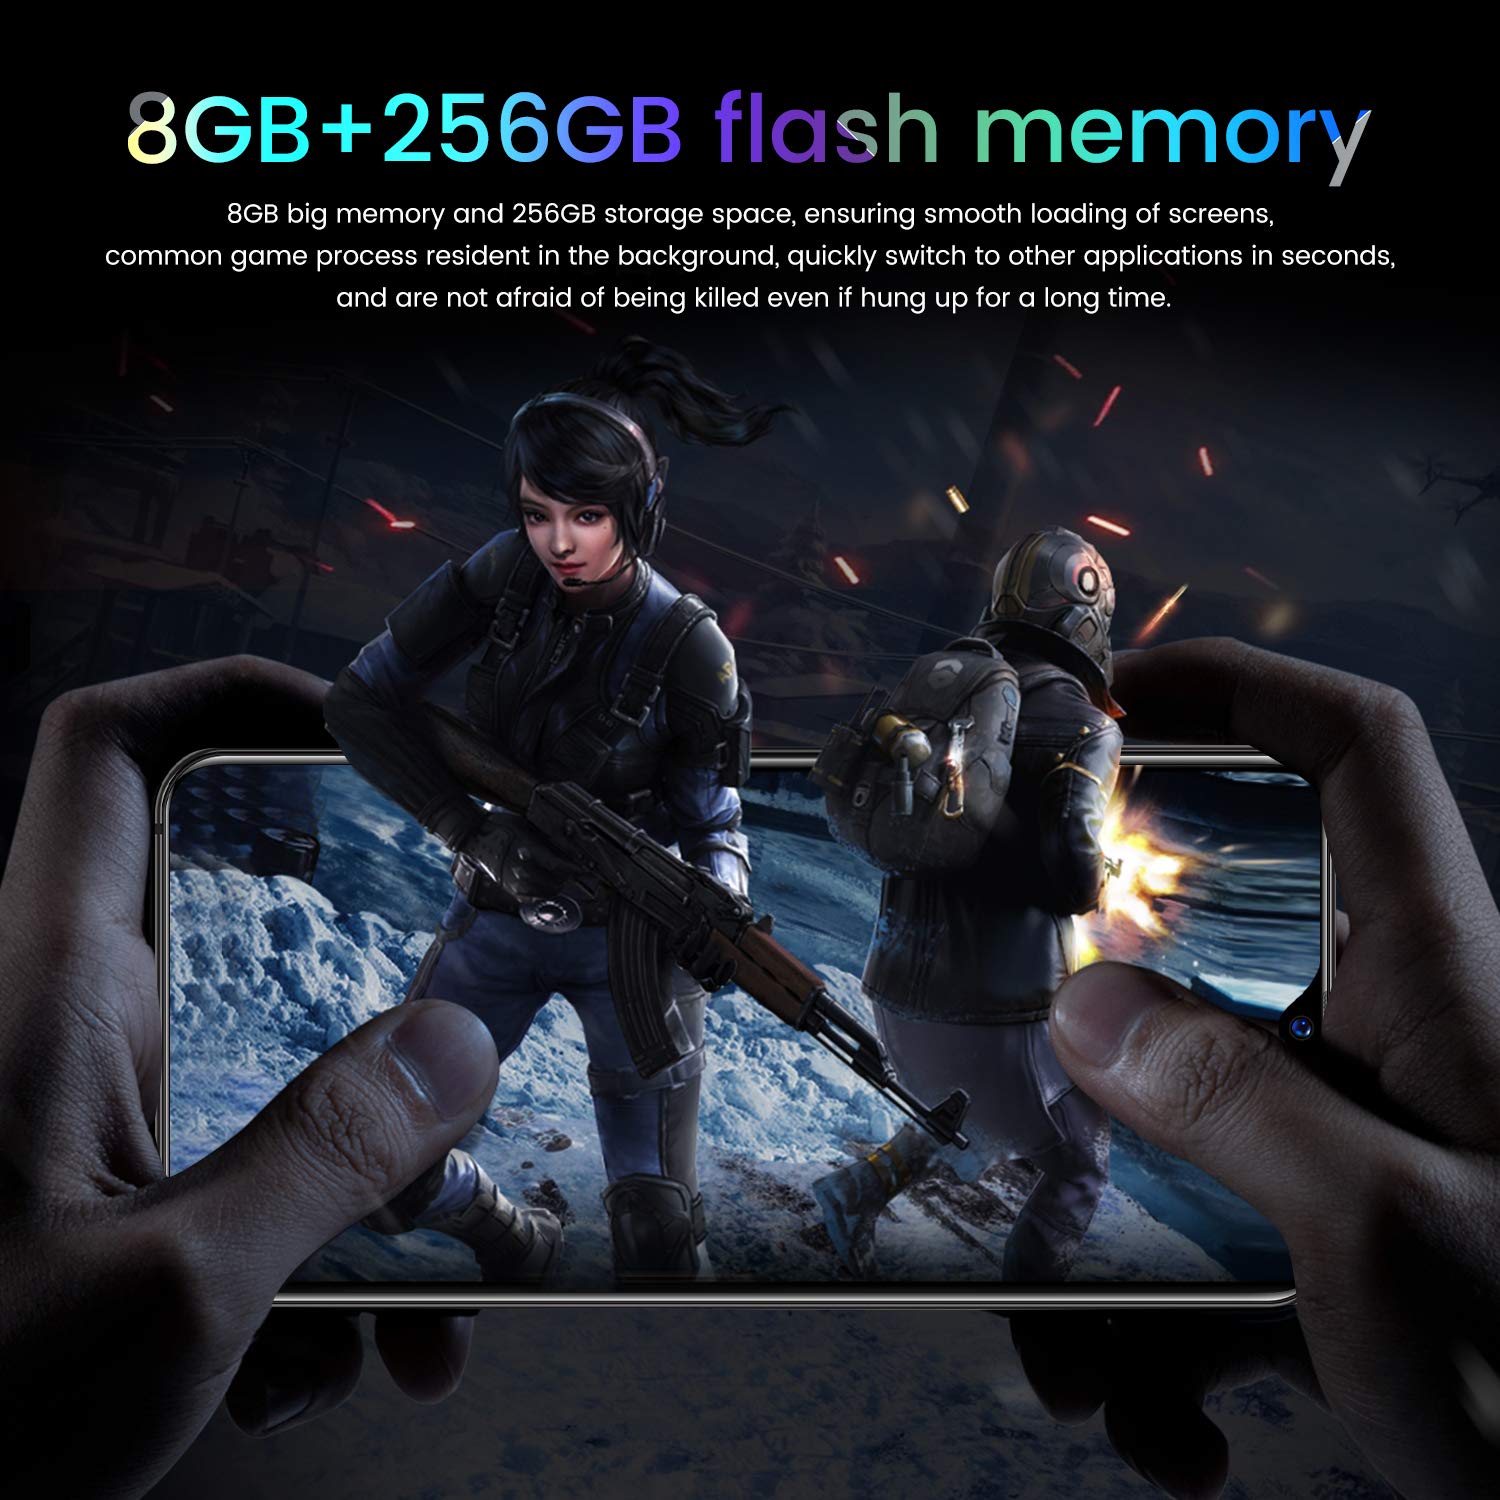 8GB+256GB flash memory
8GB big memory and 256GB storage space, ensuring smooth loading of screens,
common game process resident in the background, quickly switch to other applications in seconds,
and are not afraid of being killed even if hung up for a long time.